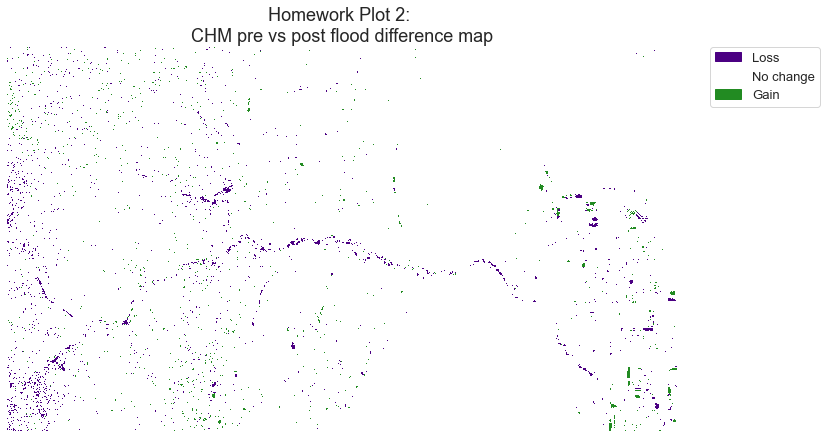 Homework Plot 2:
CHM pre vs post flood difference map
Loss
No change
Gain